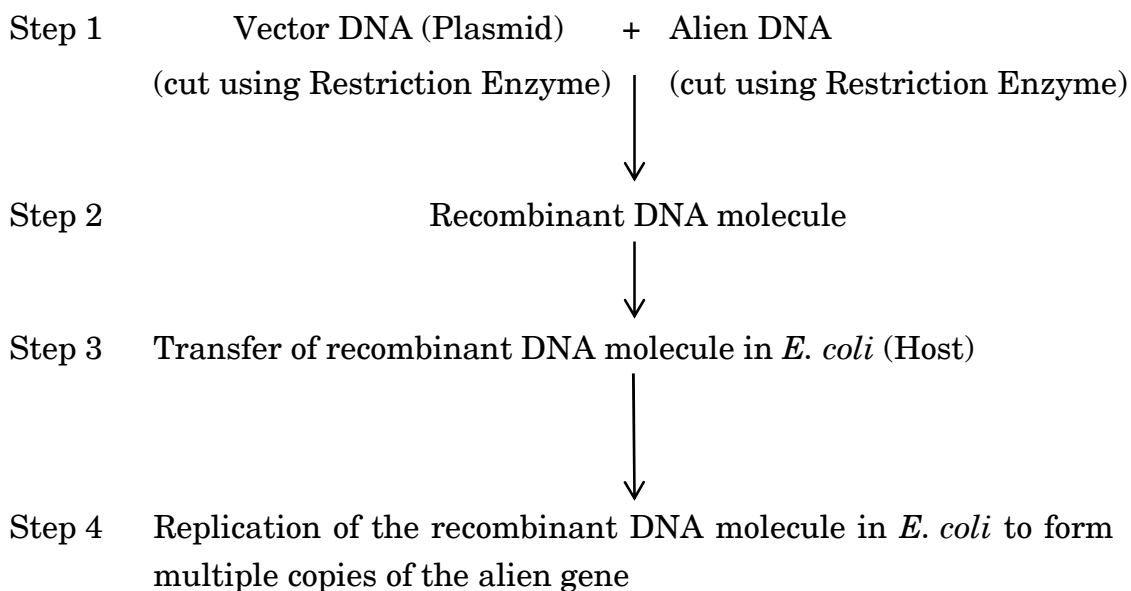 Step 1 Vector DNA (Plasmid) + Alien DNA
(cut using Restriction Enzyme) (cut using Restriction Enzyme)
Step 2 Recombinant DNA molecule
Step 3 Transfer of recombinant DNA molecule in E. coli (Host)
Step 4 Replication of the recombinant DNA molecule in E. coli to form
multiple copies of the alien gene